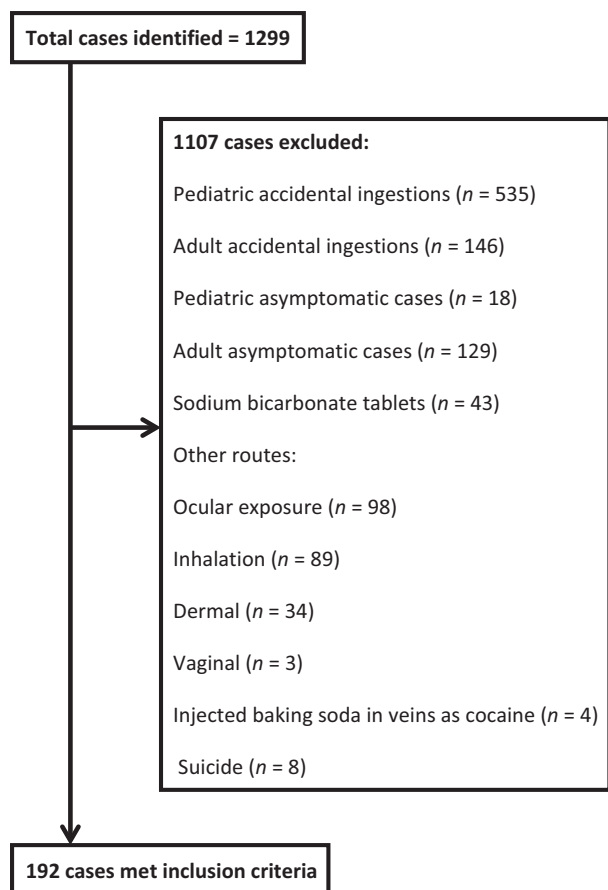 Total cases identified = 1299
1107 cases excluded:
Pediatric accidental ingestions (n = 535)
Adult accidental ingestions (n = 146)
Pediatric asymptomatic cases (n = 18)
Adult asymptomatic cases (n = 129)
Sodium bicarbonate tablets (n = 43)
Other routes:
Ocular exposure (n = 98)
Inhalation (n = 89)
Dermal (n = 34)
Vaginal (n = 3)
Injected baking soda in veins as cocaine (n = 4)
Suicide (n = 8)
192 cases met inclusion criteria